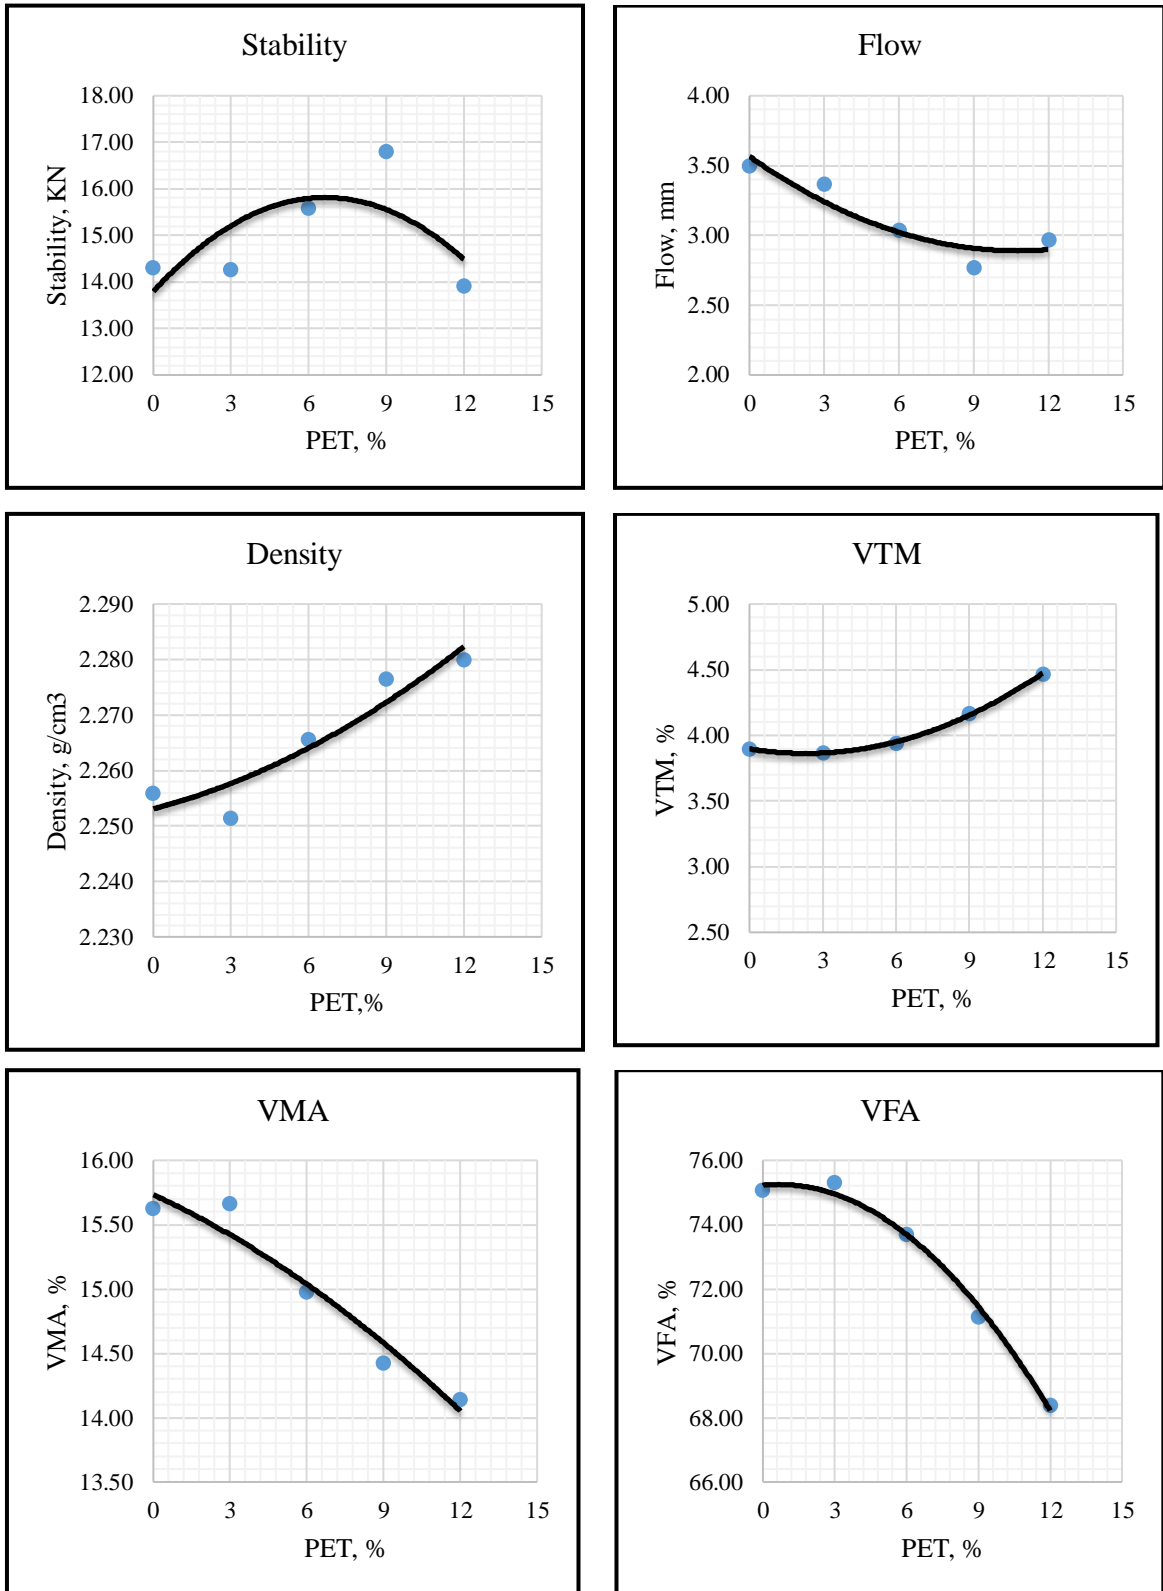 Stability
Stability, KN
18.00
17.00
16.00
15.00
14.00
13.00
12.00
0 3 6 9 12 15
PET, %
Flow
Flow, mm
4.00
3.50
3.00
2.50
2.00
0 3 6 9 12 15
PET, %
Density
Density, g/cm3
2.290
2.280
2.270
2.260
2.250
2.240
2.230
0 3 6 9 12 15
PET,%
VTM
VTM, %
5.00
4.50
4.00
3.50
3.00
2.50
0 3 6 9 12 15
PET, %
VMA
VMA, %
16.00
15.50
15.00
14.50
14.00
13.50
0 3 6 9 12 15
PET, %
VFA
VFA, %
76.00
74.00
72.00
70.00
68.00
66.00
0 3 6 9 12 15
PET, %